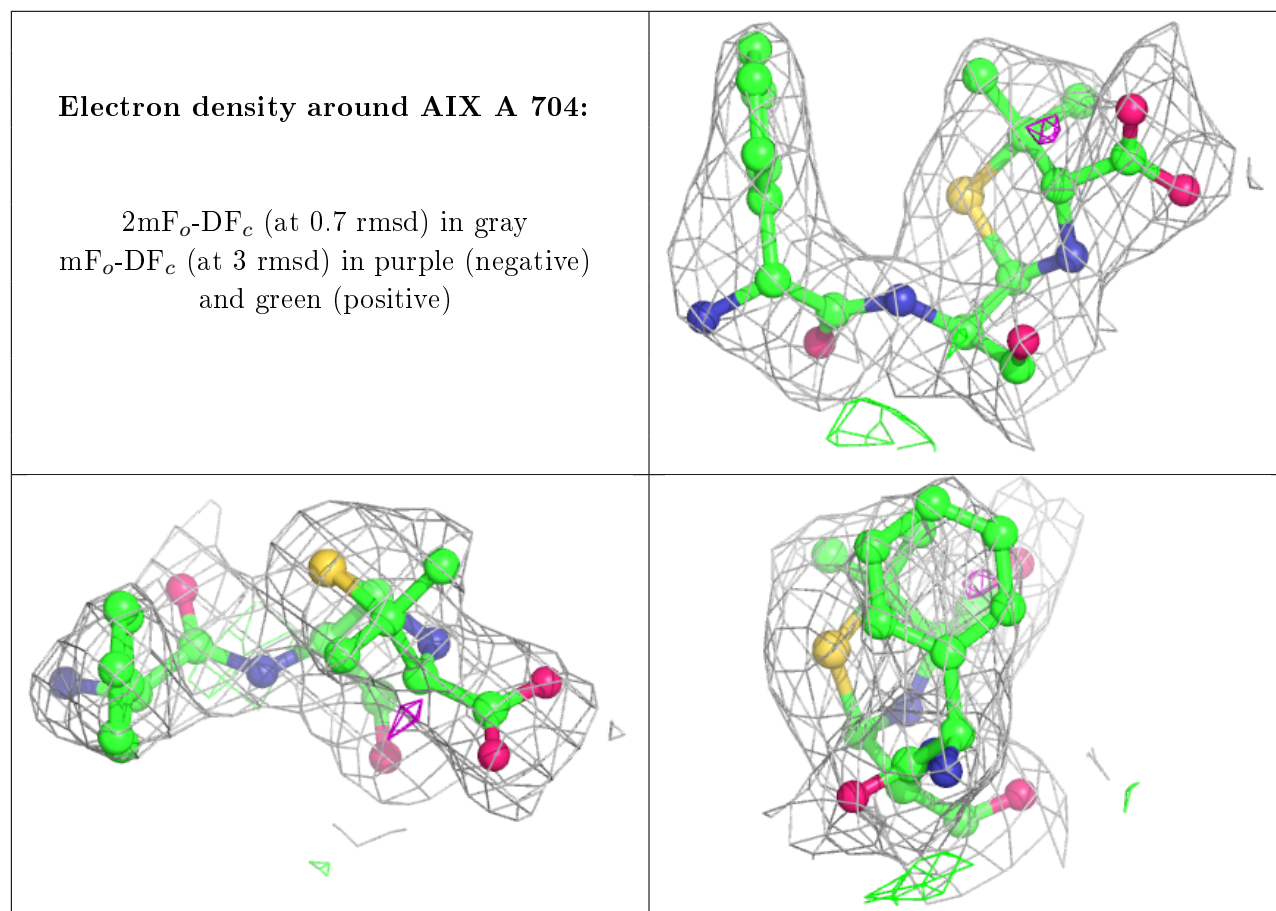 Electron density around AIX A 704:
2mFo-DFc (at 0.7 rmsd) in gray
mFo-DFc (at 3 rmsd) in purple (negative)
and green (positive)